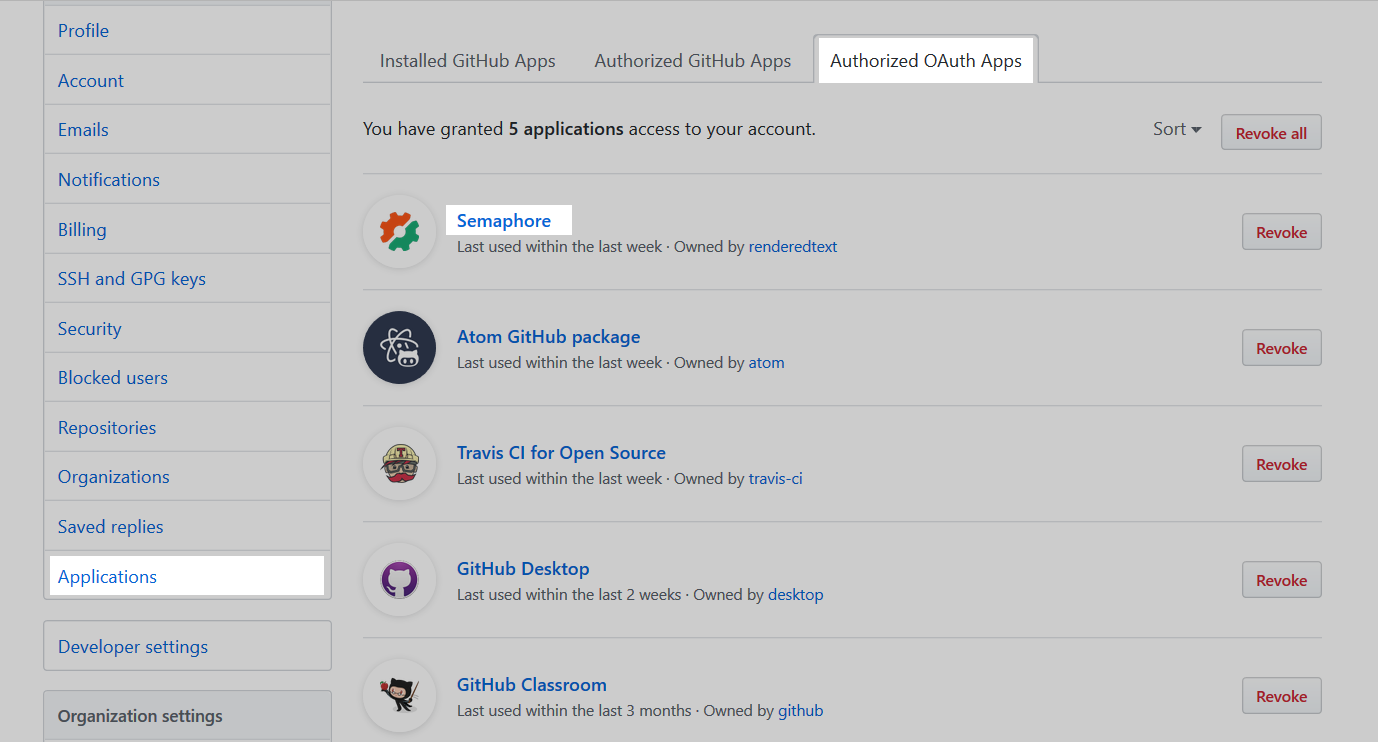 Profile
Account
Emails
Notifications
Billing
SSH and GPG keys
Security
Blocked users
Repositories
Organizations
Saved replies
Applications
Developer settings
Organization settings
Installed GitHub Apps
Authorized GitHub Apps
Authorized OAuth Apps
You have granted 5 applications access to your account.
Sort
Revoke all
Semaphore
Last used within the last week · Owned by renderedtext
Revoke
Atom GitHub package
Last used within the last week · Owned by atom
Revoke
Travis CI for Open Source
Last used within the last week · Owned by travis-ci
Revoke
GitHub Desktop
Last used within the last 2 weeks · Owned by desktop
Revoke
GitHub Classroom
Last used within the last 3 months · Owned by github
Revoke